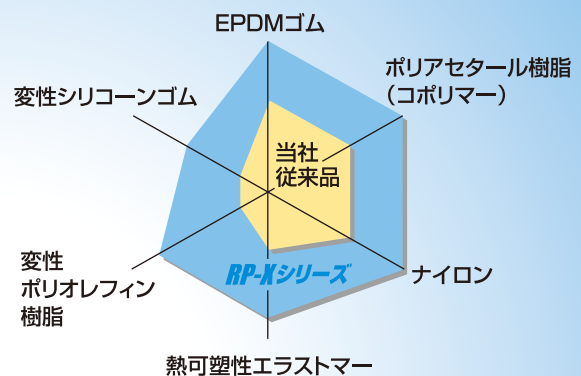 EPDMゴム
ポリアセタール樹脂
（コポリマー）
変性シリコーンゴム
当社
従来品
変性
ポリオレフィン
樹脂
RP-Xシリーズ
ナイロン
熱可塑性エラストマー